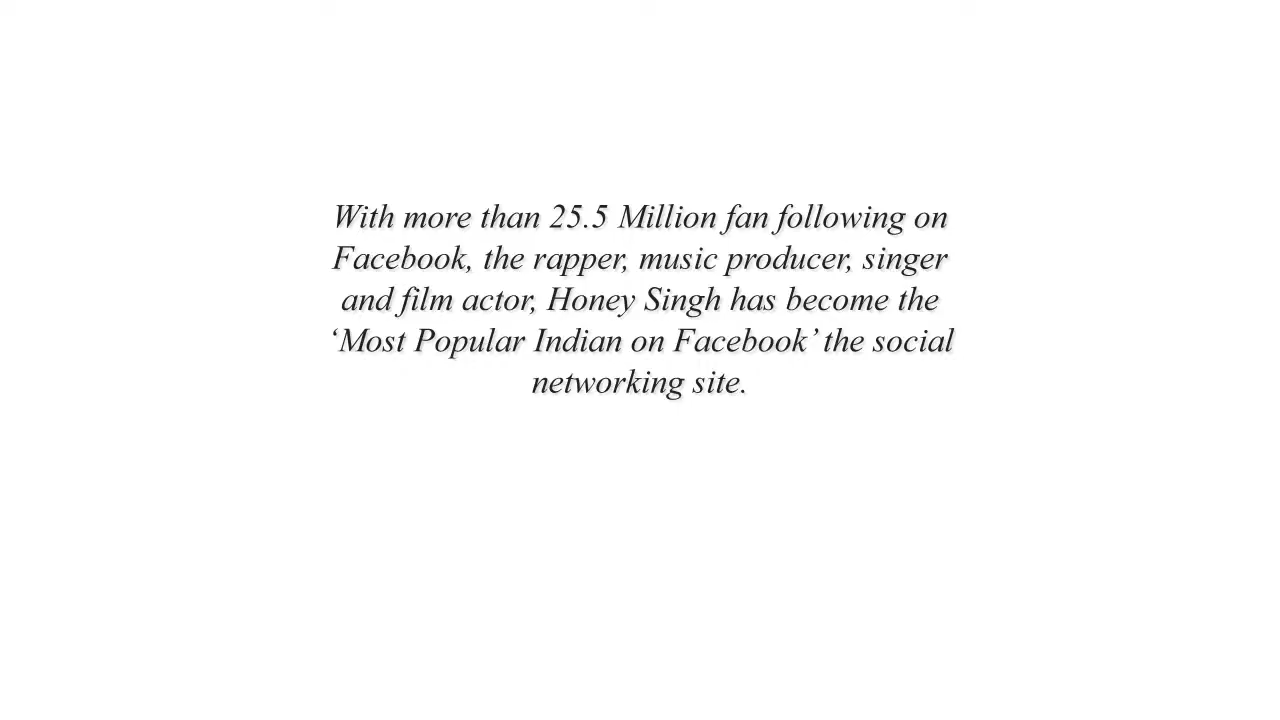 With more than 25.5 Million fan following on
Facebook, the rapper, music producer, singer
and film actor, Honey Singh has become the
‘Most Popular Indian on Facebook’ the social
networking site.